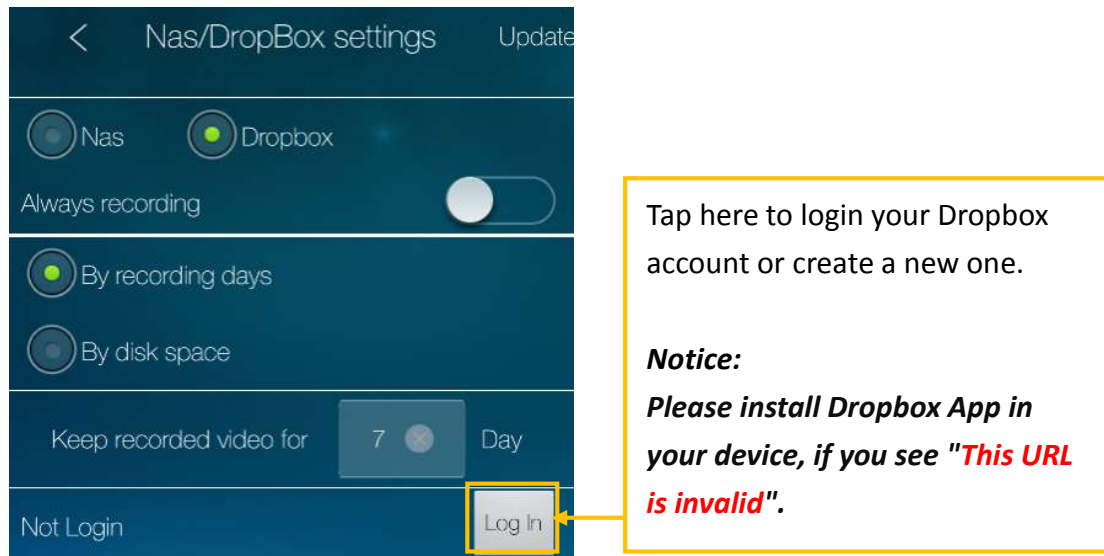 Nas/DropBox settings Update
Nas Dropbox
Always recording
By recording days
By disk space
Keep recorded video for 7 Day
Not Login Log In
Tap here to login your Dropbox
account or create a new one.
Notice:
Please install Dropbox App in
your device, if you see "This URL
is invalid".